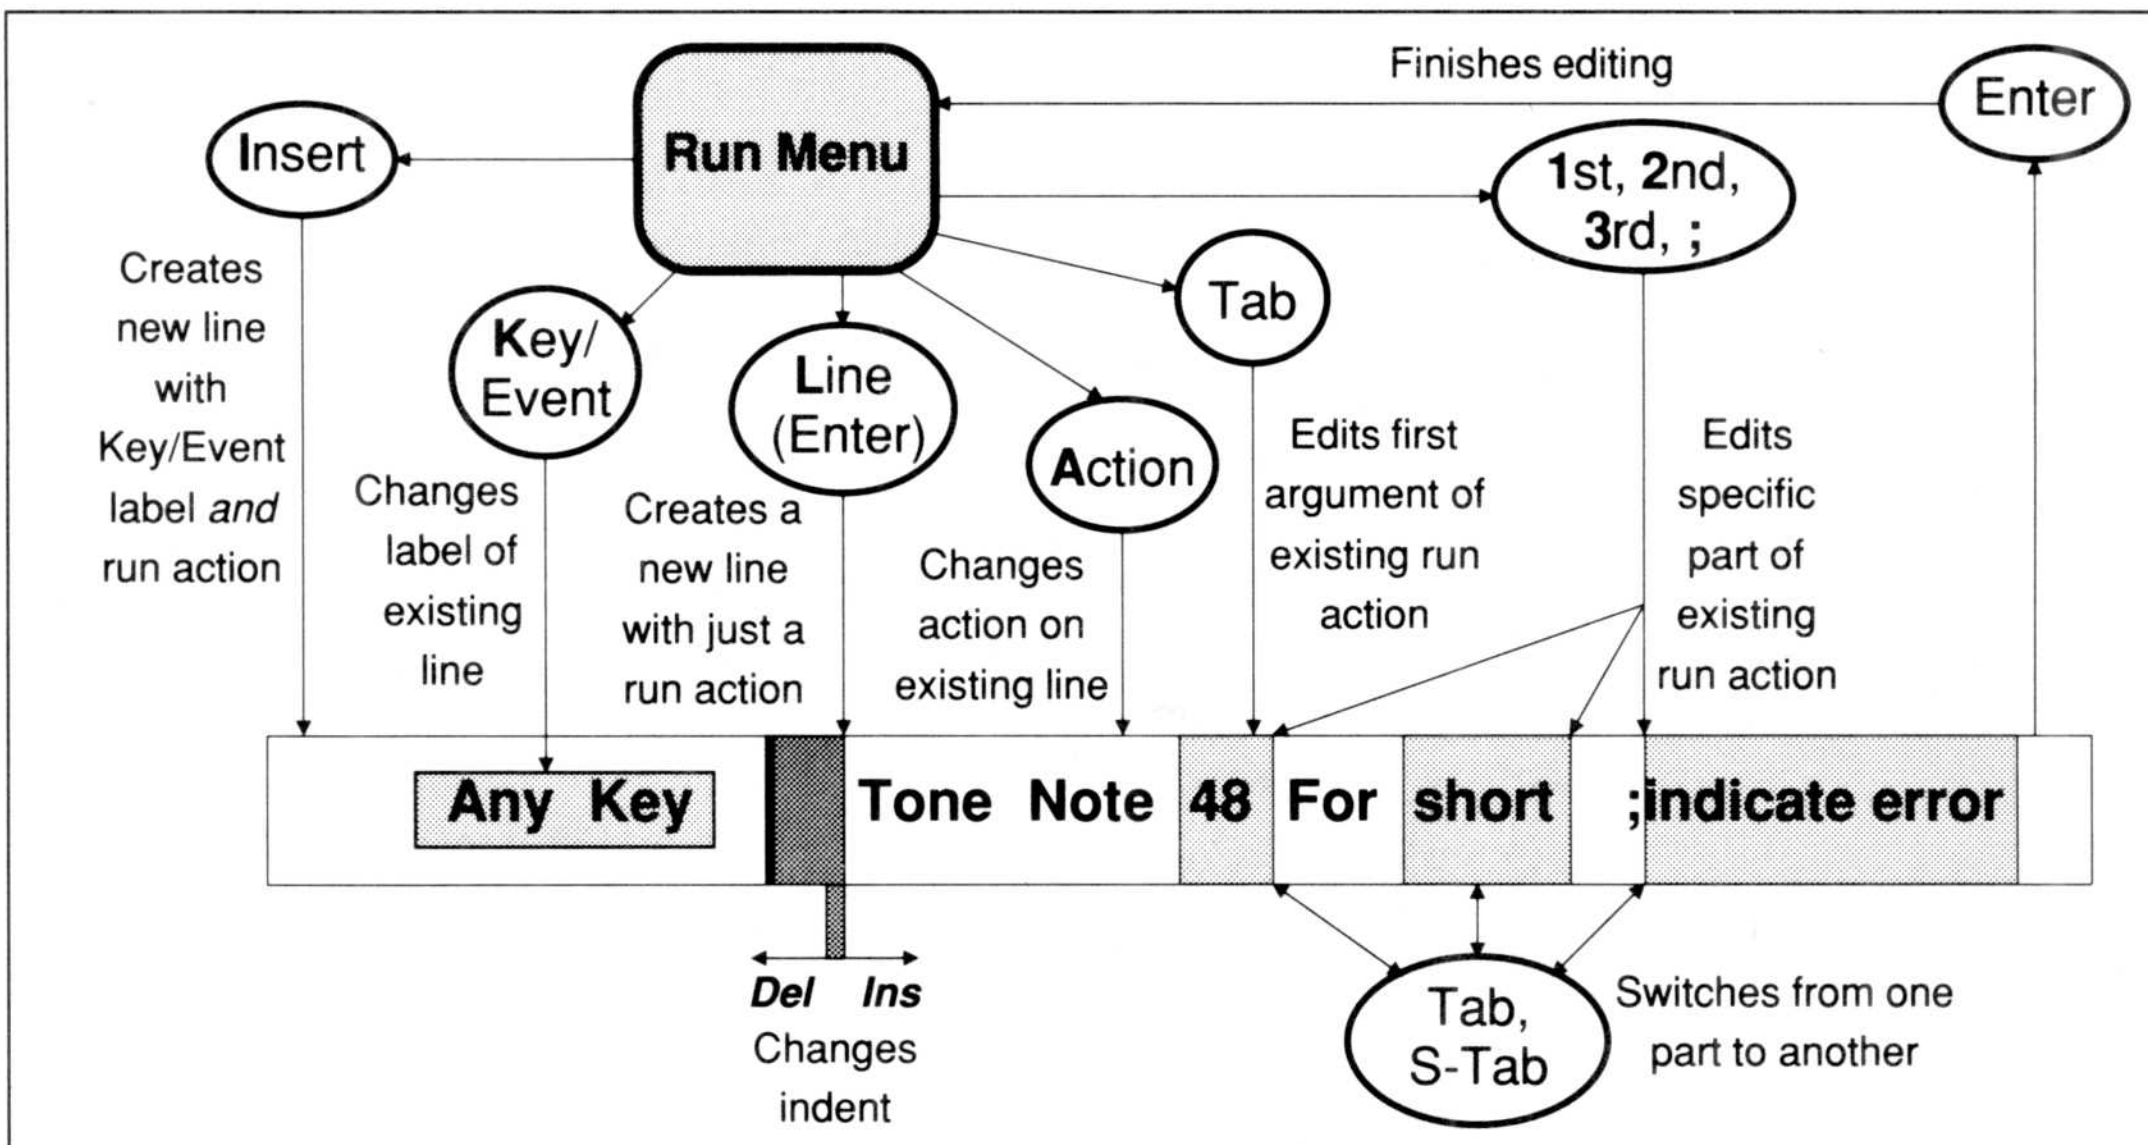 Finishes editing
Enter
Insert
Run Menu
1st, 2nd,
3rd, ;
Tab
Key/
Event
Line
(Enter)
Action
Creates
new line
with
Key/Event
label and
run action
Changes
label of
existing
line
Creates a
new line
with just a
run action
Changes
action on
existing line
Edits first
argument of
existing run
action
Edits
specific
part of
existing
run action
Any Key Tone Note 48 For short ;indicate error
Del Ins
Changes
indent
Tab,
S-Tab
Switches from one
part to another